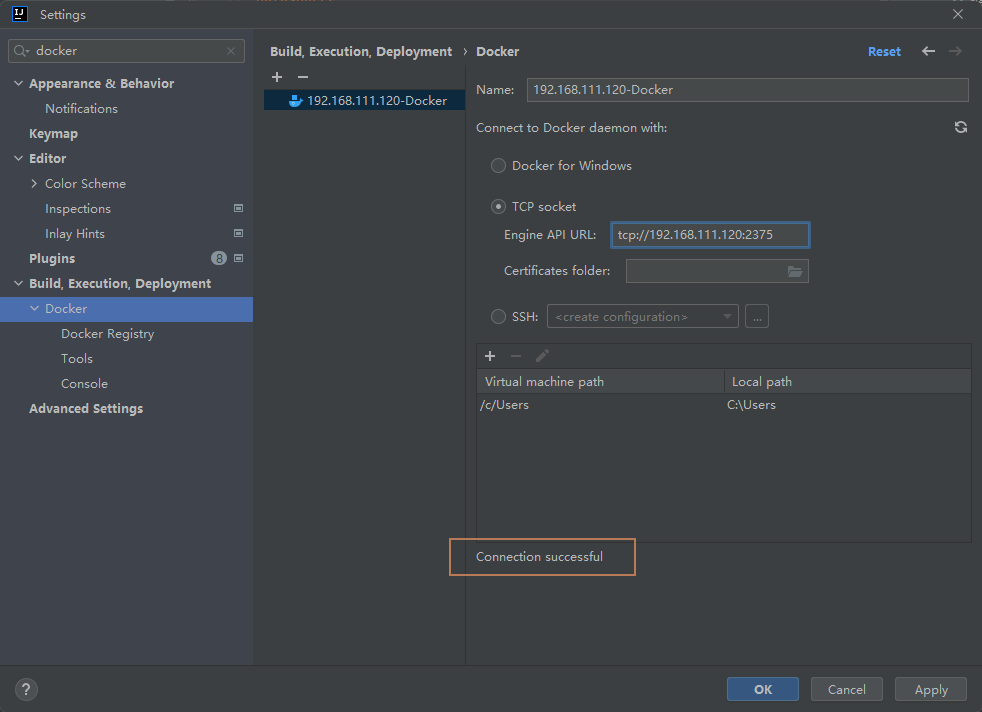 IJ
Settings
docker
Appearance & Behavior
Notifications
Keymap
Editor
Color Scheme
Inspections
Inlay Hints
Plugins 8
Build, Execution, Deployment
Docker
Docker Registry
Tools
Console
Advanced Settings
Build, Execution, Deployment › Docker
Reset
192.168.111.120-Docker
Name: 192.168.111.120-Docker
Connect to Docker daemon with:
Docker for Windows
TCP socket
Engine API URL: tcp://192.168.111.120:2375
Certificates folder:
SSH: <create configuration> ...
Virtual machine path Local path
/c/Users C:\Users
Connection successful
?
OK Cancel Apply